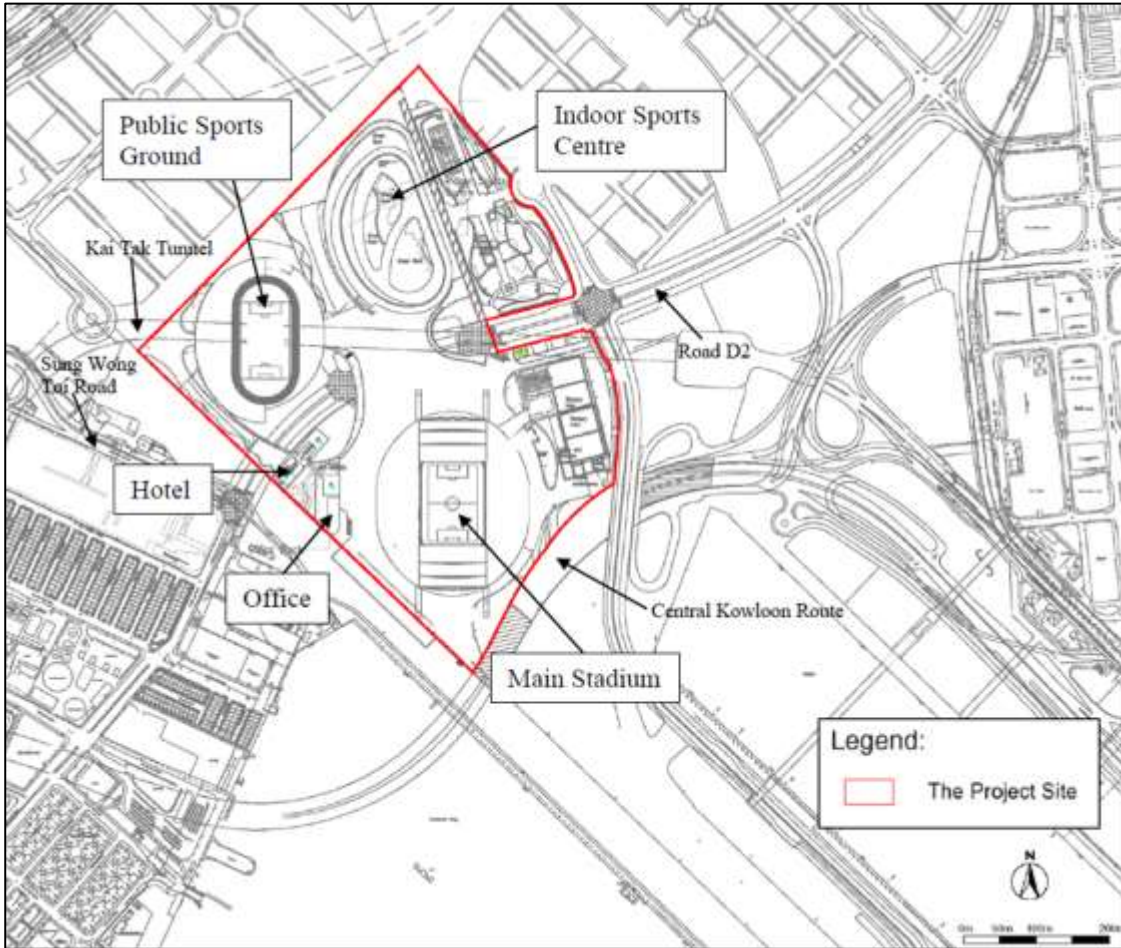 Public Sports
Ground
Indoor Sports
Centre
Kai Tak Tunnel
Sung Wong
Toi Road
Road D2
Hotel
Office
Central Kowloon Route
Main Stadium
Legend:
The Project Site
N
0m